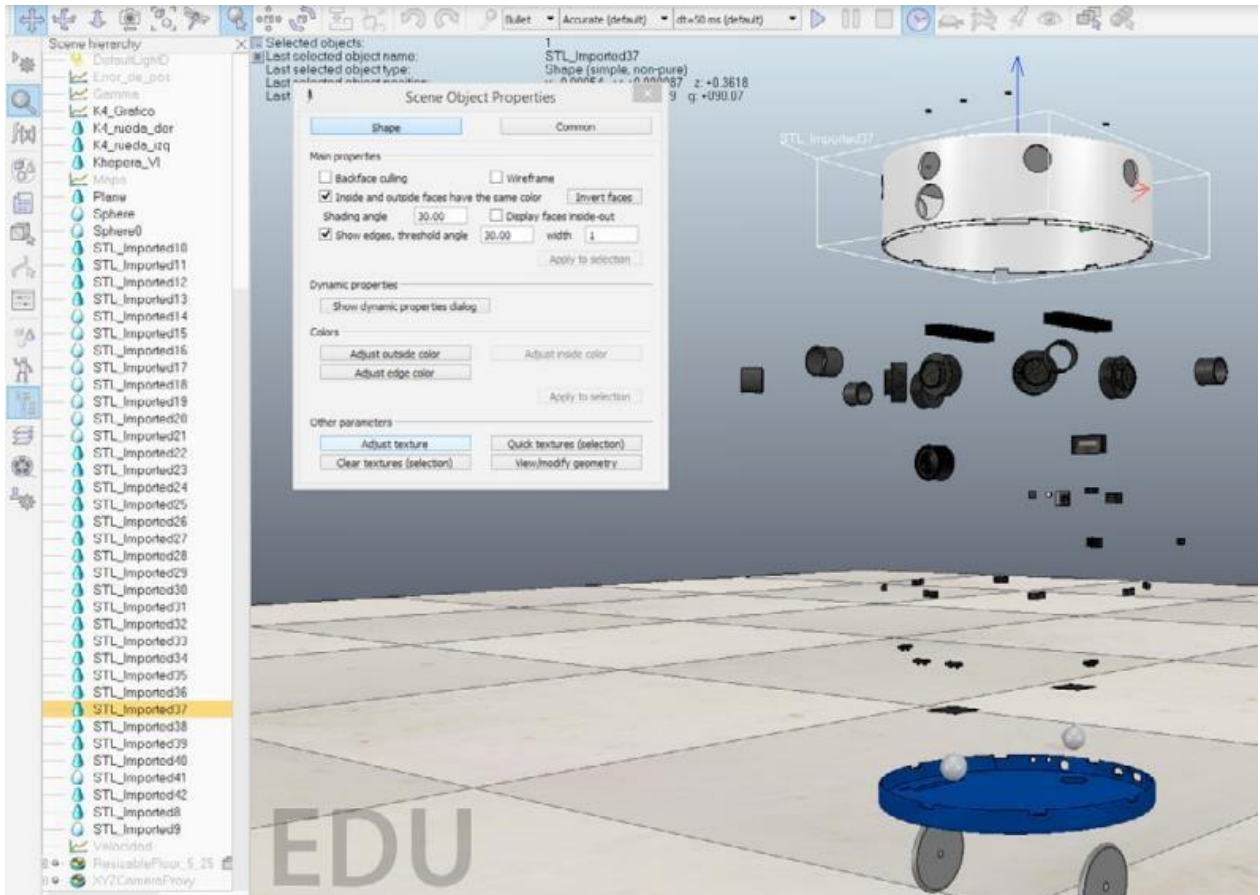 Bullet Accurate (default) dt=50 ms (default)
Scene hierarchy
DefaultLightD
Error_de_pos
Gamma
K4_Grafico
K4_rueda_der
K4_rueda_izq
Khepera_VI
Mapa
Plane
Sphere
Sphere0
STL_Imported10
STL_Imported11
STL_Imported12
STL_Imported13
STL_Imported14
STL_Imported15
STL_Imported16
STL_Imported17
STL_Imported18
STL_Imported19
STL_Imported20
STL_Imported21
STL_Imported22
STL_Imported23
STL_Imported24
STL_Imported25
STL_Imported26
STL_Imported27
STL_Imported28
STL_Imported29
STL_Imported30
STL_Imported31
STL_Imported32
STL_Imported33
STL_Imported34
STL_Imported35
STL_Imported36
STL_Imported37
STL_Imported38
STL_Imported39
STL_Imported40
STL_Imported41
STL_Imported42
STL_Imported8
STL_Imported9
Velocidad
ResizableFloor_5_25
XYZCameraProxy
Selected objects: 1
Last selected object name: STL_Imported37
Last selected object type: Shape (simple, non-pure)
Last selected object position: z: +0.3618
Last g: +090.07
Scene Object Properties
Shape Common
Main properties
Backface culling Wireframe
Inside and outside faces have the same color Invert faces
Shading angle 30.00 Display faces inside-out
Show edges, threshold angle 30.00 width 1
Apply to selection
Dynamic properties
Show dynamic properties dialog
Colors
Adjust outside color Adjust inside color
Adjust edge color
Apply to selection
Other parameters
Adjust texture Quick textures (selection)
Clear textures (selection) View/modify geometry
STL_Imported37
EDU